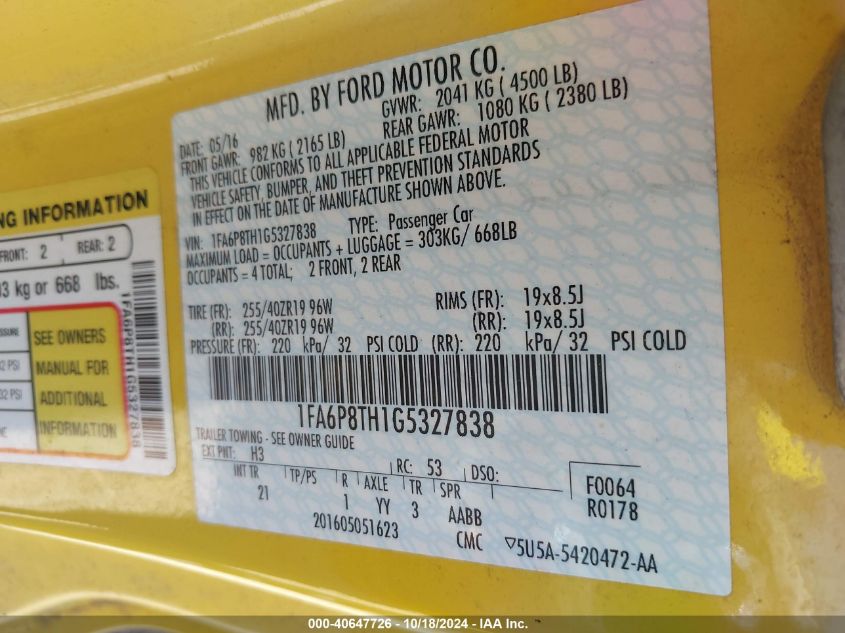 MFD. BY FORD MOTOR CO.
DATE: 05/16 GVWR: 2041 KG ( 4500 LB)
FRONT GAWR: 982 KG ( 2165 LB) REAR GAWR: 1080 KG ( 2380 LB)
THIS VEHICLE CONFORMS TO ALL APPLICABLE FEDERAL MOTOR
VEHICLE SAFETY, BUMPER, AND THEFT PREVENTION STANDARDS
IN EFFECT ON THE DATE OF MANUFACTURE SHOWN ABOVE.
VIN: 1FA6P8TH1G5327838 TYPE: Passenger Car
MAXIMUM LOAD = OCCUPANTS + LUGGAGE = 303KG/ 668LB
OCCUPANTS = 4 TOTAL; 2 FRONT, 2 REAR
TIRE (FR): 255/40ZR19 96W RIMS (FR): 19x8.5J
(RR): 255/40ZR19 96W (RR): 19x8.5J
PRESSURE (FR): 220 kPa/ 32 PSI COLD (RR): 220 kPa/ 32 PSI COLD
1FA6P8TH1G5327838
TRAILER TOWING - SEE OWNER GUIDE
EXT PNT: H3 RC: 53 DSO:
INT TR TP/PS R AXLE TR SPR
21 1 YY 3 AABB
F0064
R0178
201605051623 CMC ▽5U5A-5420472-AA
INFORMATION
FRONT: 2 REAR: 2
kg or 668 lbs.
1FA6P8TH1G5327838
PSI
PSI
SEE OWNERS
MANUAL FOR
ADDITIONAL
INFORMATION
000-40647726 - 10/18/2024 - IAA Inc.